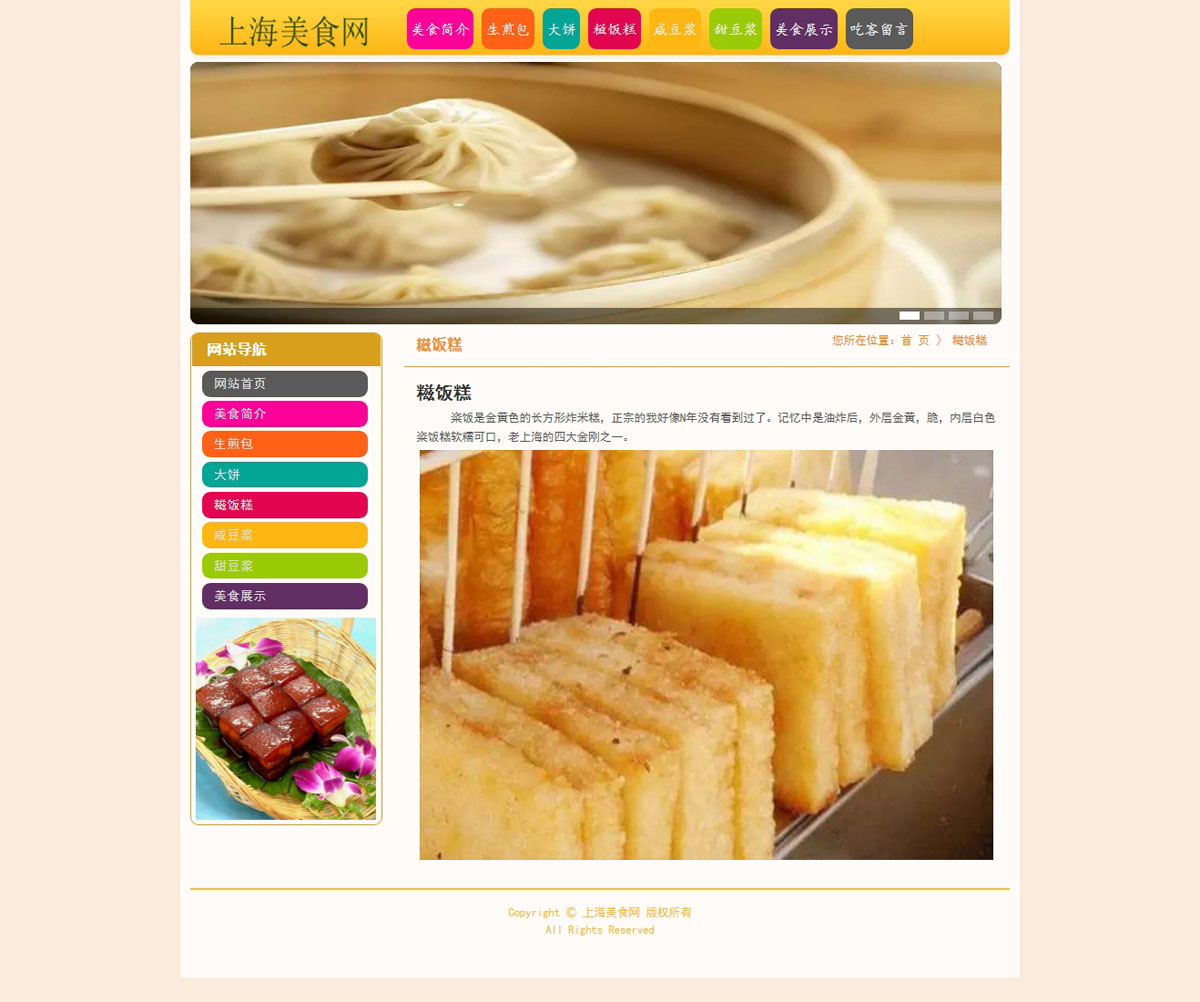 上海美食网
美食简介 生煎包 大饼 糍饭糕 咸豆浆 甜豆浆 美食展示 吃客留言
网站导航
网站首页
美食简介
生煎包
大饼
糍饭糕
咸豆浆
甜豆浆
美食展示
糍饭糕
您所在位置：首 页 〉 糍饭糕
糍饭糕
粢饭是金黄色的长方形炸米糕，正宗的我好像N年没有看到过了。记忆中是油炸后，外层金黄，脆，内层白色
粢饭糕软糯可口，老上海的四大金刚之一。
Copyright © 上海美食网 版权所有
All Rights Reserved